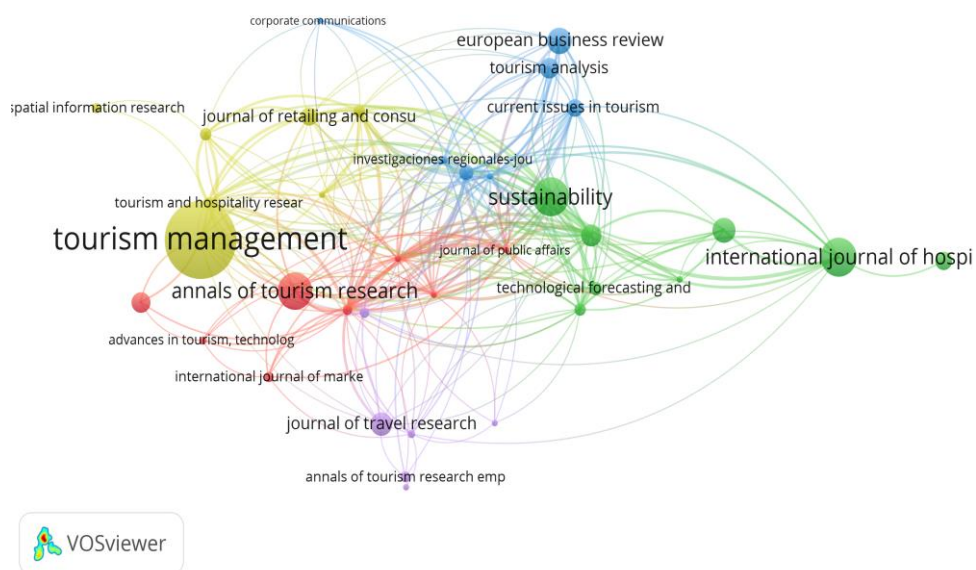 corporate communications
european business review
tourism analysis
spatial information research
journal of retailing and consu
current issues in tourism
investigaciones regionales-jou
tourism and hospitality resear
sustainability
tourism management
journal of public affairs
international journal of hospi
annals of tourism research
technological forecasting and
advances in tourism, technolog
international journal of marke
journal of travel research
annals of tourism research emp
VOSviewer